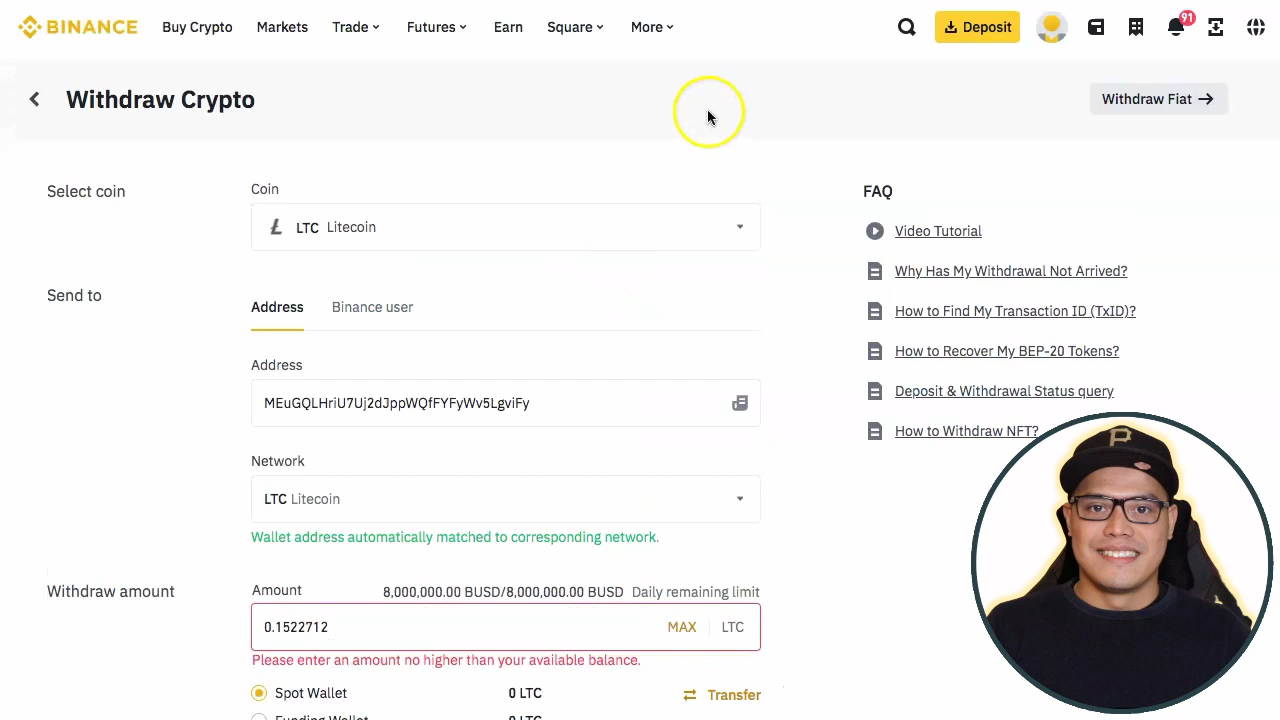 BINANCE Buy Crypto Markets Trade Futures Earn Square More Deposit 91
Withdraw Crypto Withdraw Fiat
Select coin Coin FAQ
LTC Litecoin Video Tutorial
Why Has My Withdrawal Not Arrived?
Send to Address Binance user How to Find My Transaction ID (TxID)?
Address How to Recover My BEP-20 Tokens?
MEuGQLHriU7Uj2dJppWQfFYFyWv5LgviFy Deposit & Withdrawal Status query
Network How to Withdraw NFT?
LTC Litecoin P
Wallet address automatically matched to corresponding network.
Withdraw amount Amount 8,000,000.00 BUSD/8,000,000.00 BUSD Daily remaining limit
0.1522712 MAX LTC
Please enter an amount no higher than your available balance.
Spot Wallet 0 LTC Transfer
Funding Wallet 0 LTC